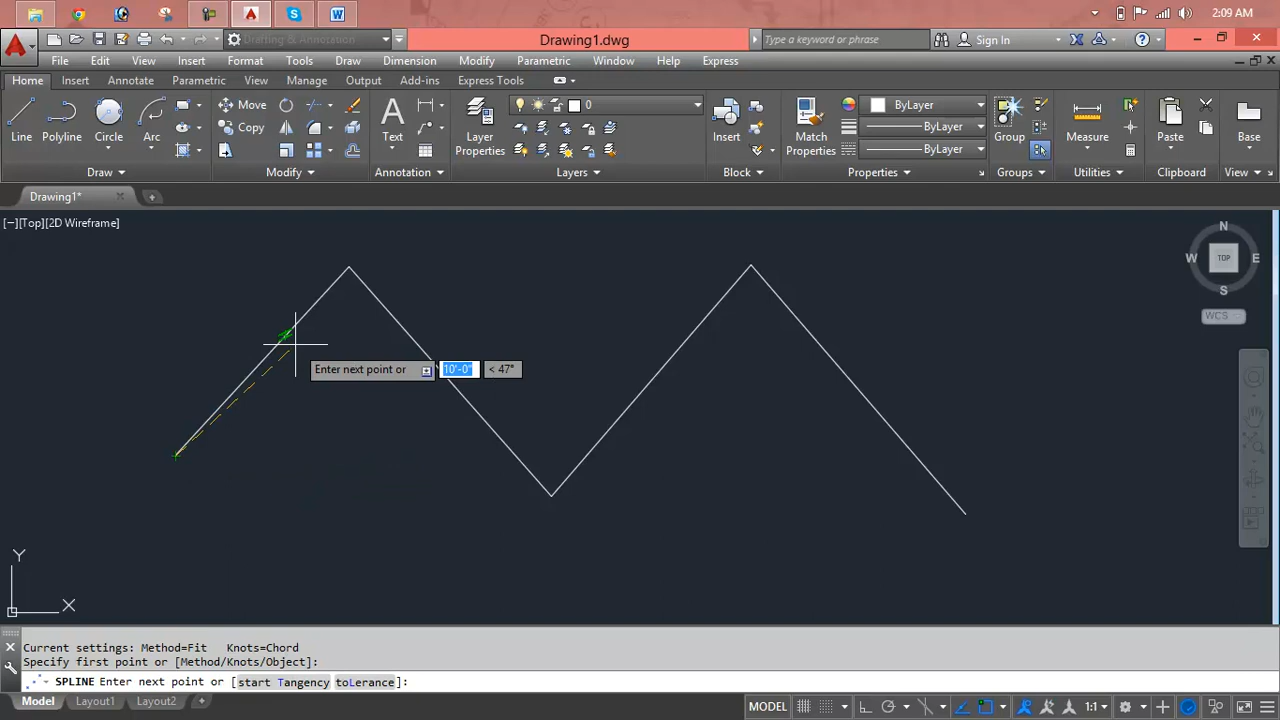 2:09 AM
Drafting & Annotation
Drawing1.dwg
Type a keyword or phrase
Sign In
File Edit View Insert Format Tools Draw Dimension Modify Parametric Window Help Express
Home Insert Annotate Parametric View Manage Output Add-ins Express Tools
Move
0
ByLayer
Copy
ByLayer
Line Polyline Circle Arc Text Layer Properties Insert Match Properties Group Measure Paste Base
ByLayer
Draw Modify Annotation Layers Block Properties Groups Utilities Clipboard View
Drawing1*
[−][Top][2D Wireframe]
N
W TOP E
S
WCS
Enter next point or 10'-0" < 47°
Y
X
Current settings: Method=Fit Knots=Chord
Specify first point or [Method/Knots/Object]:
SPLINE Enter next point or [start Tangency toLerance]:
Model Layout1 Layout2 + MODEL 1:1